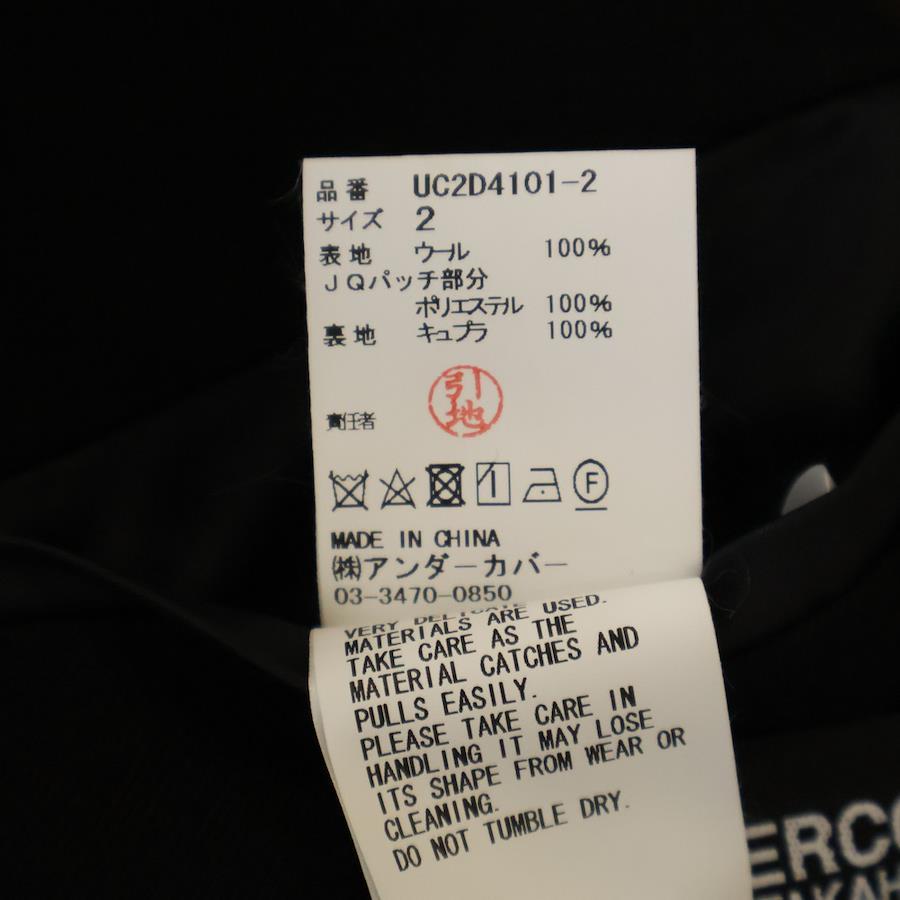 品番 UC2D4101-2
サイズ 2
表地 ウール 100%
JQパッチ部分
ポリエステル 100%
裏地 キュプラ 100%
責任者 引地
F
MADE IN CHINA
㈱アンダーカバー
03-3470-0850
VERY DELICATE
MATERIALS ARE USED.
TAKE CARE AS THE
MATERIAL CATCHES AND
PULLS EASILY.
PLEASE TAKE CARE IN
HANDLING IT MAY LOSE
ITS SHAPE FROM WEAR OR
CLEANING.
DO NOT TUMBLE DRY.